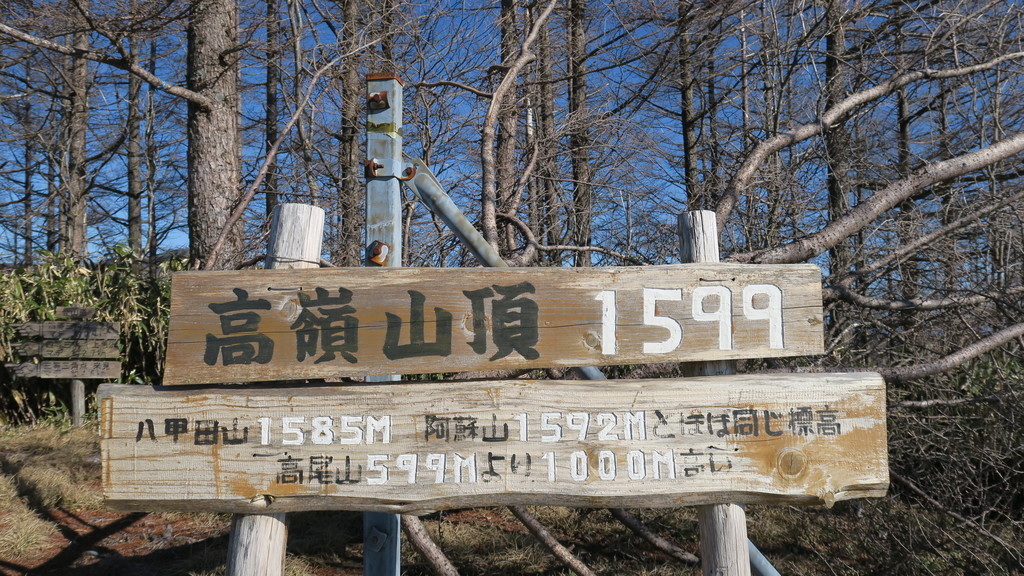 高嶺山頂 1599
八甲田山1585M 阿蘇山1592Mとほぼ同じ標高
高尾山599Mより1000M高い